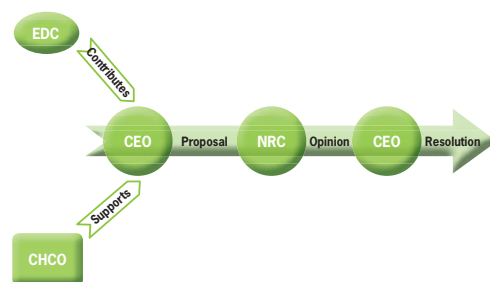 EDC
Contributes
CEO
Proposal
NRC
Opinion
CEO
Resolution
Supports
CHCO